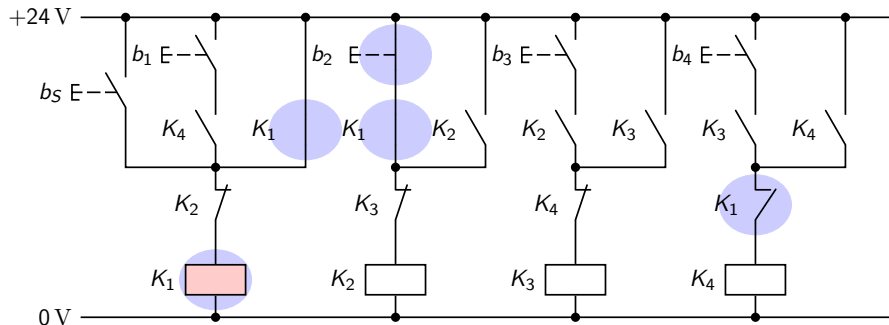 +24 V
b1 b2 b3 b4
bS
K4 K1 K1 K2 K2 K3 K3 K4
K2 K3 K4 K1
K1 K2 K3 K4
0 V